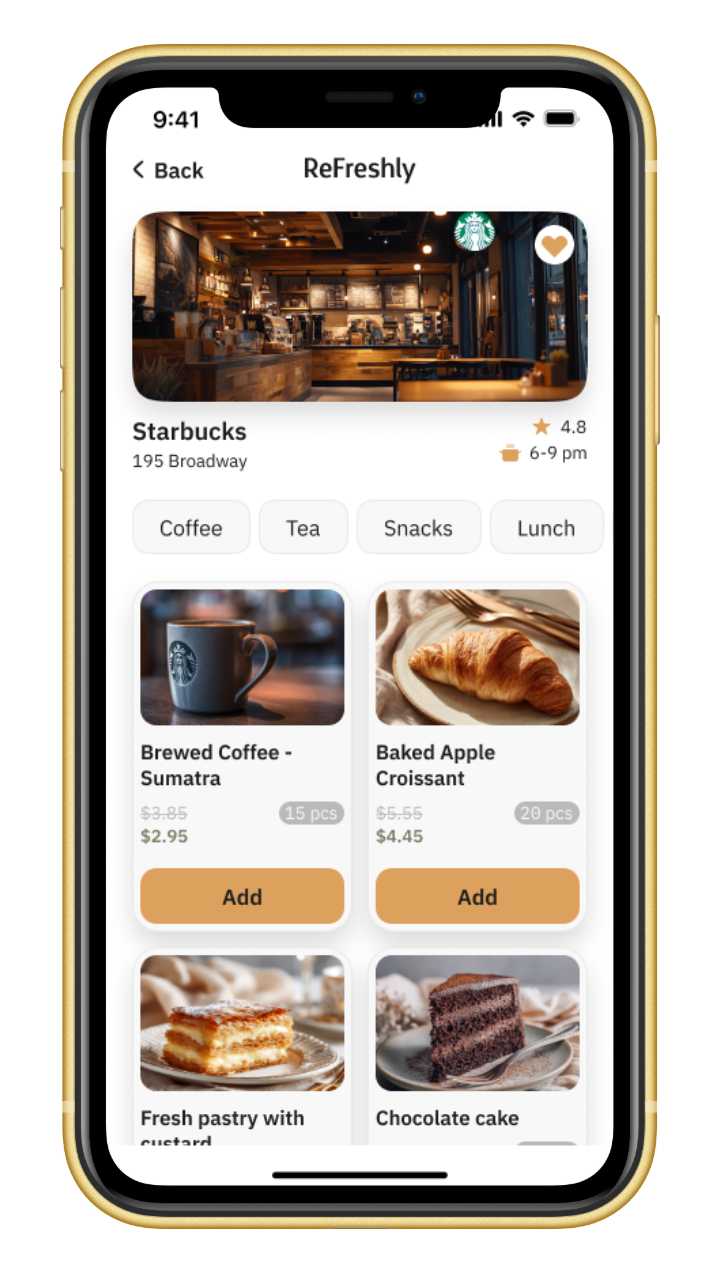 9:41
Back
ReFreshly
Starbucks
4.8
195 Broadway
6-9 pm
Coffee
Tea
Snacks
Lunch
Brewed Coffee -
Sumatra
$3.85
15 pcs
$2.95
Add
Baked Apple
Croissant
$5.55
20 pcs
$4.45
Add
Fresh pastry with
custard
Chocolate cake